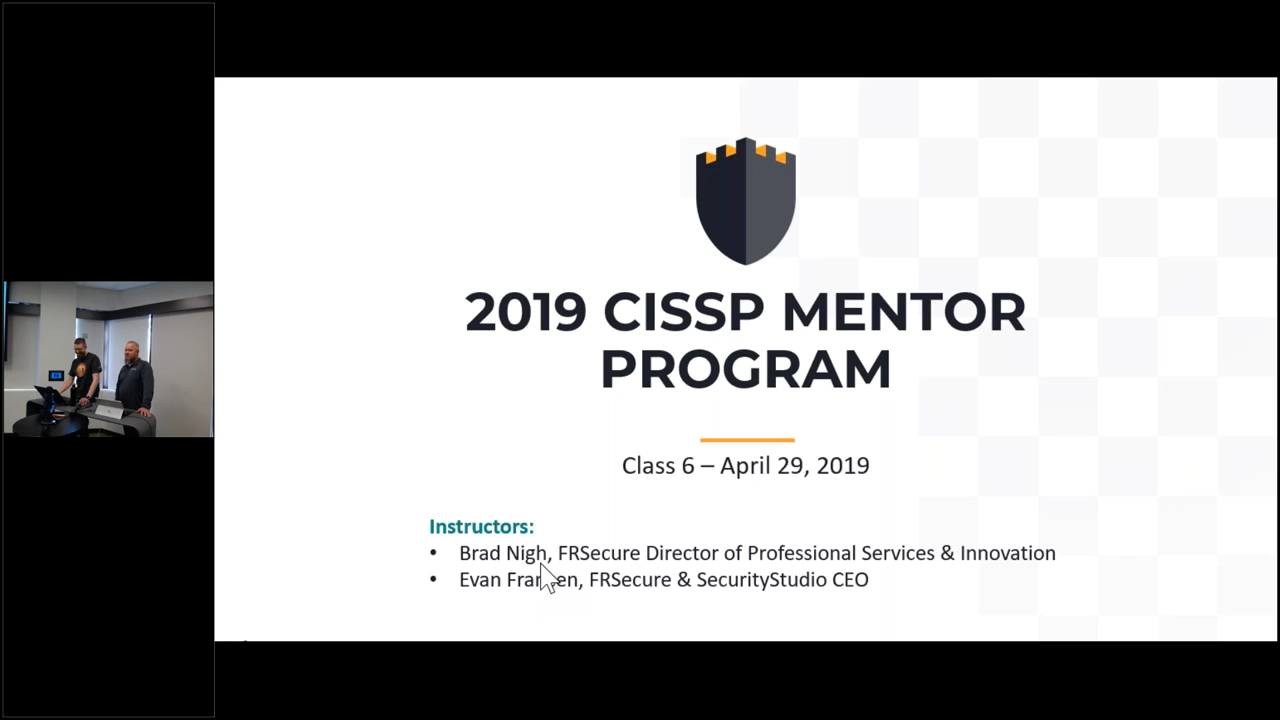 2019 CISSP MENTOR
PROGRAM
Class 6 – April 29, 2019
Instructors:
• Brad Nigh, FRSecure Director of Professional Services & Innovation
• Evan Francen, FRSecure & SecurityStudio CEO